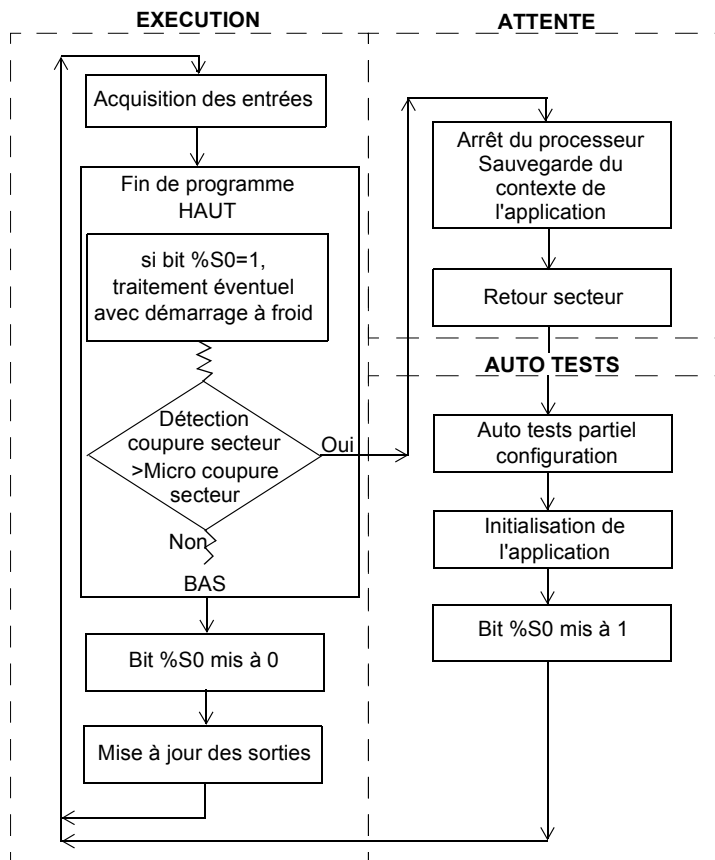 EXECUTION
Acquisition des entrées
Fin de programme
HAUT
si bit %S0=1,
traitement éventuel
avec démarrage à froid
Détection
coupure secteur
>Micro coupure
secteur
Oui
Non
BAS
Bit %S0 mis à 0
Mise à jour des sorties
ATTENTE
Arrêt du processeur
Sauvegarde du
contexte de
l'application
Retour secteur
AUTO TESTS
Auto tests partiel
configuration
Initialisation de
l'application
Bit %S0 mis à 1